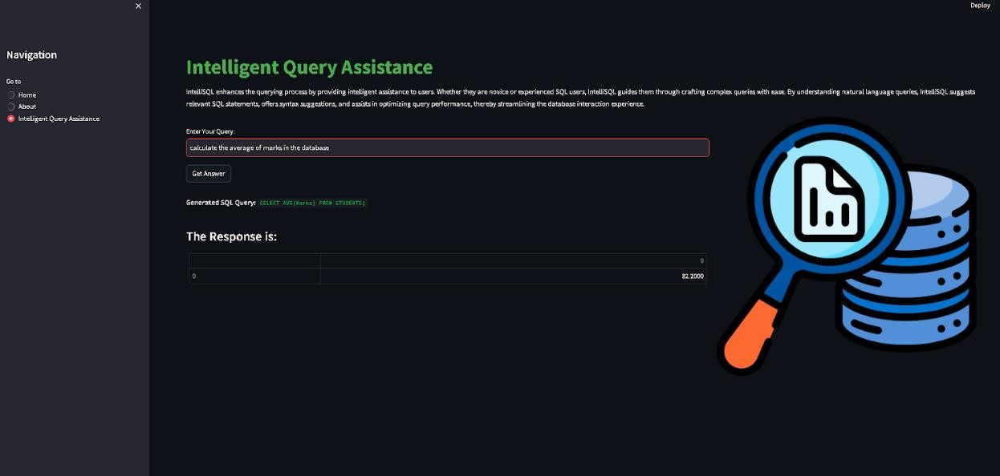 Deploy
Navigation
Go to
Home
About
Intelligent Query Assistance
Intelligent Query Assistance
IntelliSQL enhances the querying process by providing intelligent assistance to users. Whether they are novice or experienced SQL users, IntelliSQL guides them through crafting complex queries with ease. By understanding natural language queries, IntelliSQL suggests
relevant SQL statements, offers syntax suggestions, and assists in optimizing query performance, thereby streamlining the database interaction experience.
Enter Your Query:
calculate the average of marks in the database
Get Answer
Generated SQL Query: SELECT AVG(Marks) FROM STUDENTS;
The Response is:
0
0 82.2000